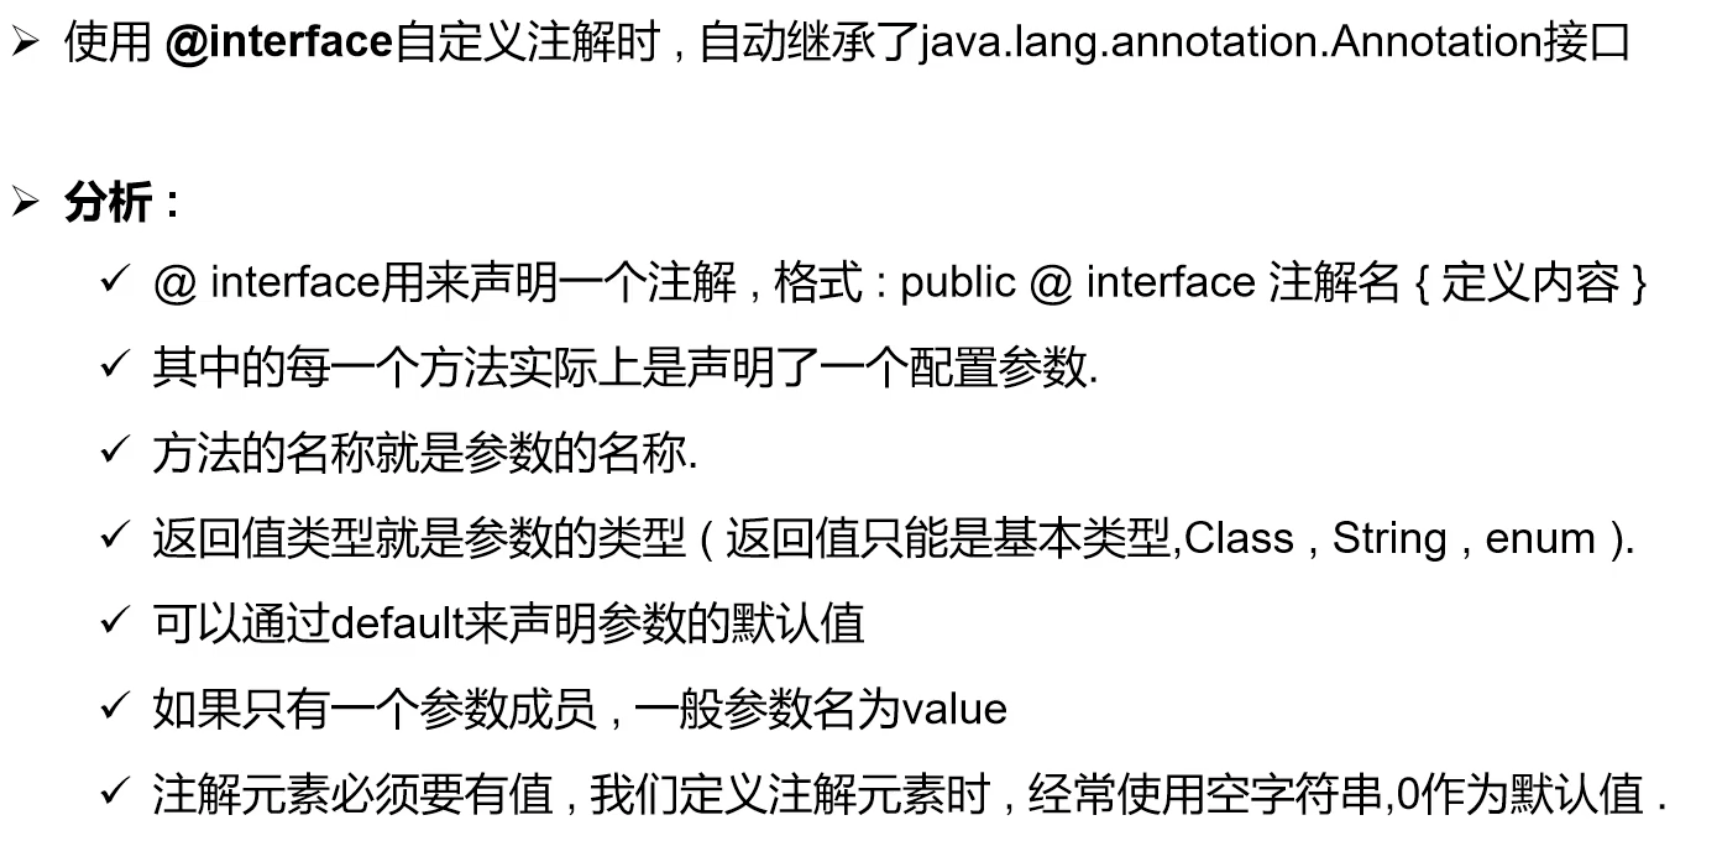 使用 @interface自定义注解时 , 自动继承了java.lang.annotation.Annotation接口
分析 :
@ interface用来声明一个注解 , 格式 : public @ interface 注解名 { 定义内容 }
其中的每一个方法实际上是声明了一个配置参数.
方法的名称就是参数的名称.
返回值类型就是参数的类型 ( 返回值只能是基本类型,Class , String , enum ).
可以通过default来声明参数的默认值
如果只有一个参数成员 , 一般参数名为value
注解元素必须要有值 , 我们定义注解元素时 , 经常使用空字符串,0作为默认值 .